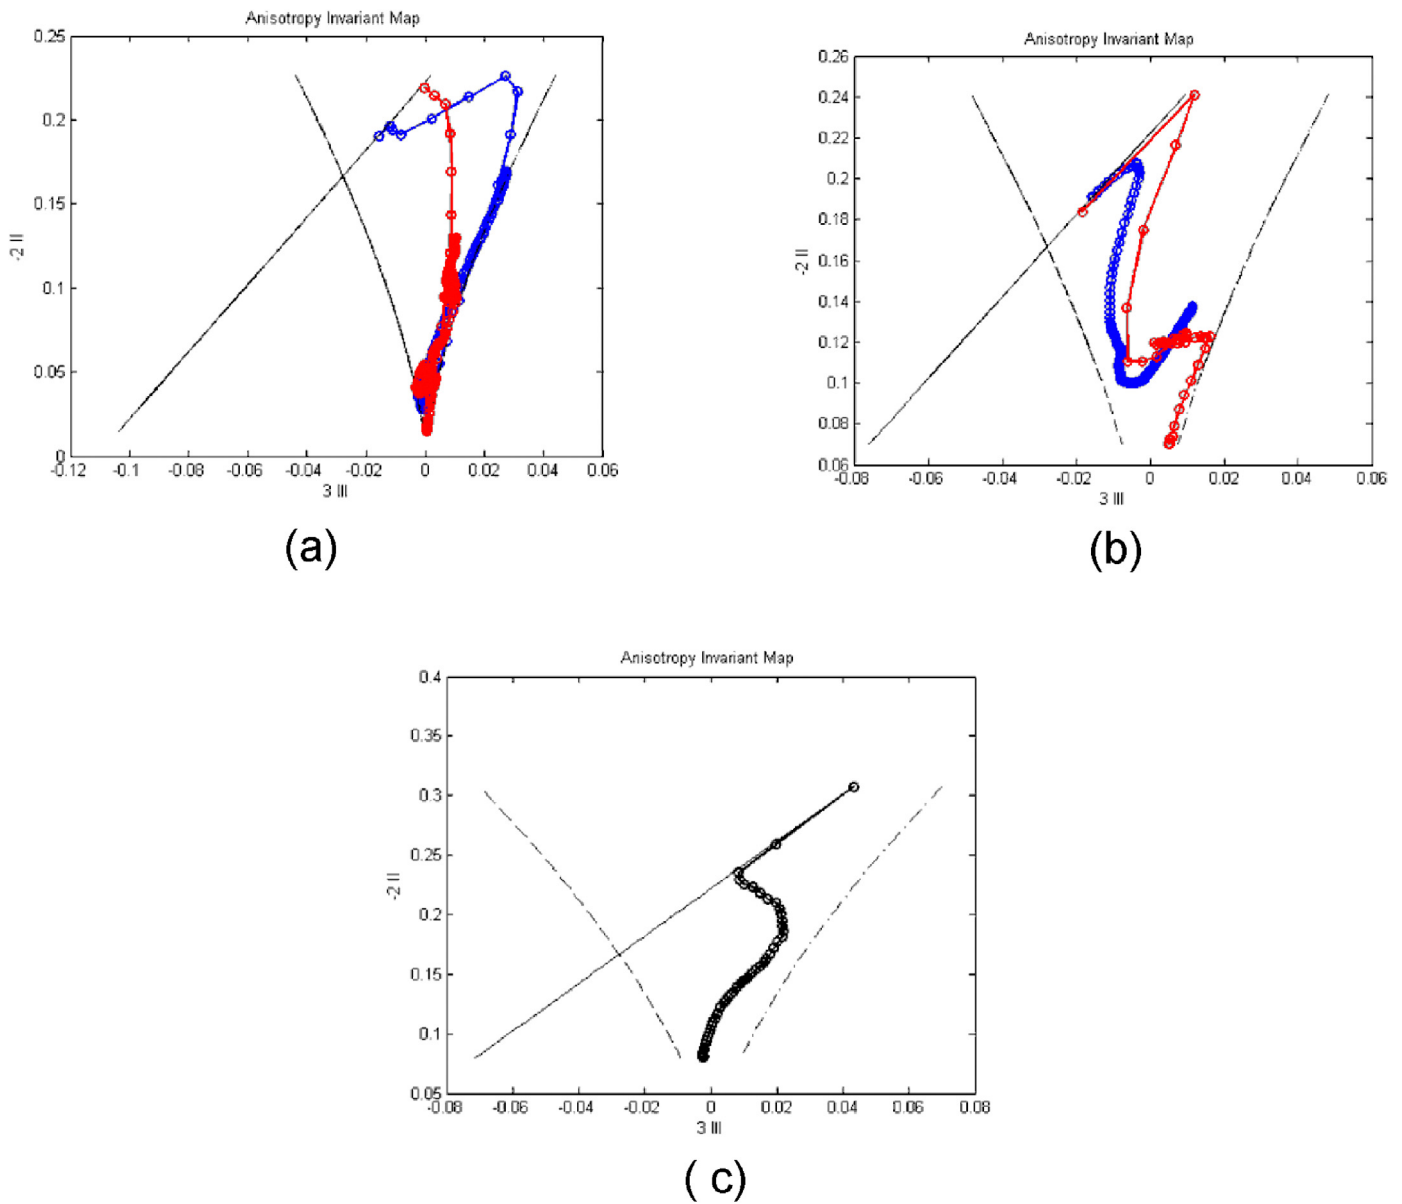 Anisotropy Invariant Map
0.25
0.2
0.15
0.1
0.05
0
-2 II
-0.12 -0.1 -0.08 -0.06 -0.04 -0.02 0 0.02 0.04 0.06
3 III
(a)
Anisotropy Invariant Map
0.26
0.24
0.22
0.2
0.18
0.16
0.14
0.12
0.1
0.08
0.06
-2 II
-0.08 -0.06 -0.04 -0.02 0 0.02 0.04 0.06
3 III
(b)
Anisotropy Invariant Map
0.4
0.35
0.3
0.25
0.2
0.15
0.1
0.05
-2 II
-0.08 -0.06 -0.04 -0.02 0 0.02 0.04 0.06 0.08
3 III
( c)